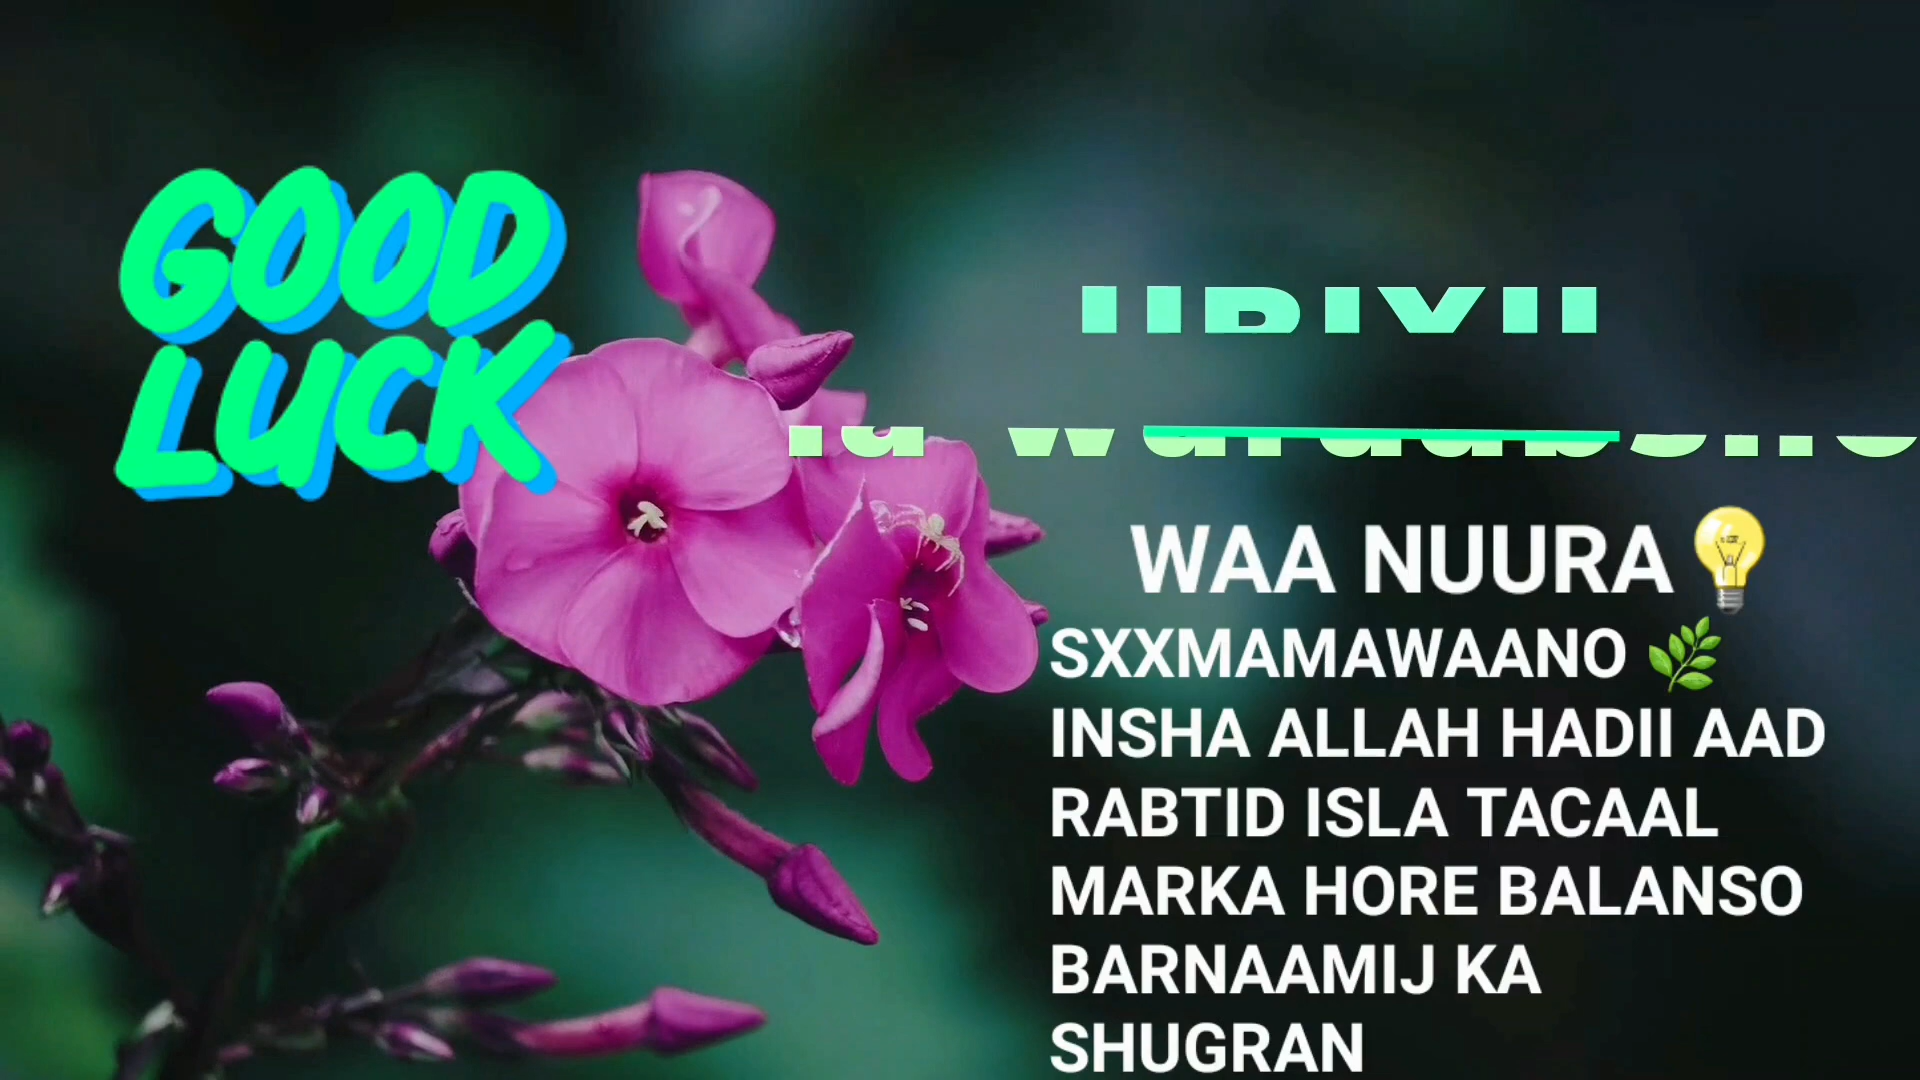 GOOD
LUCK
WAA NUURA💡
SXXMAMAWAANO 🌿
INSHA ALLAH HADII AAD
RABTID ISLA TACAAL
MARKA HORE BALANSO
BARNAAMIJ KA
SHUGRAN